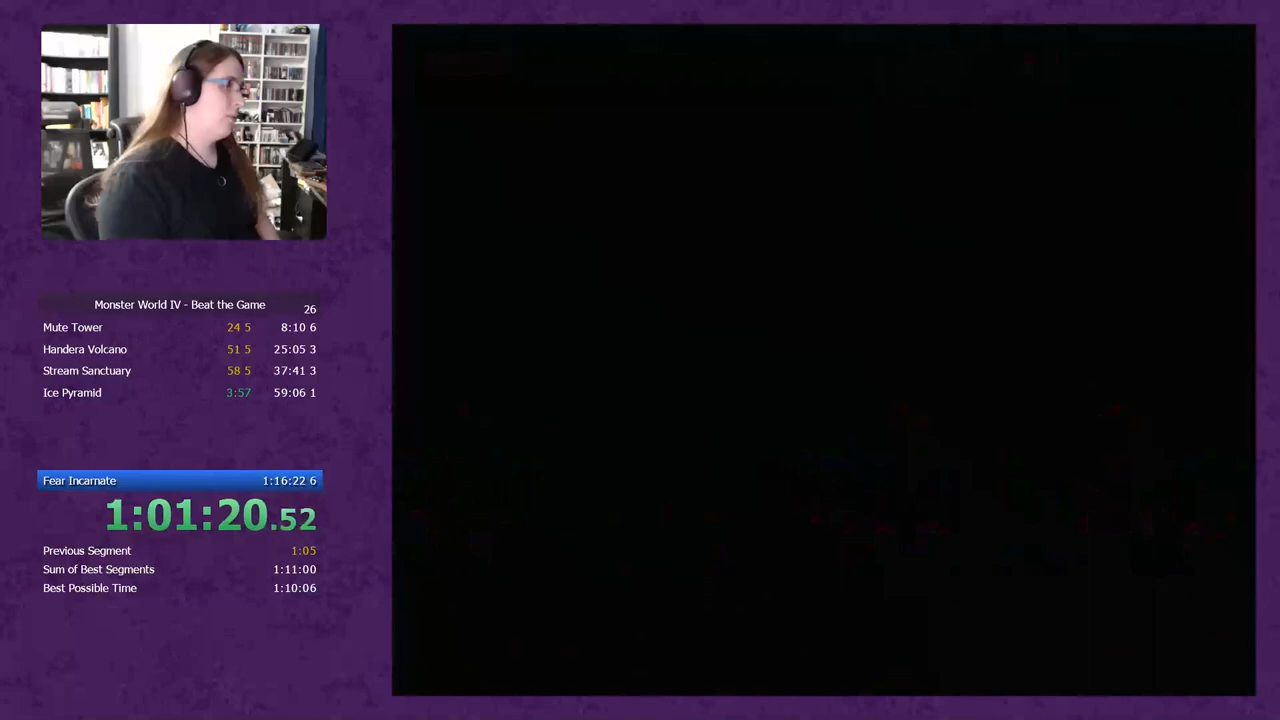 Monster World IV - Beat the Game
26
Mute Tower 24 5 8:10 6
Handera Volcano 51 5 25:05 3
Stream Sanctuary 58 5 37:41 3
Ice Pyramid 3:57 59:06 1
Fear Incarnate 1:16:22 6
1:01:20.52
Previous Segment 1:05
Sum of Best Segments 1:11:00
Best Possible Time 1:10:06